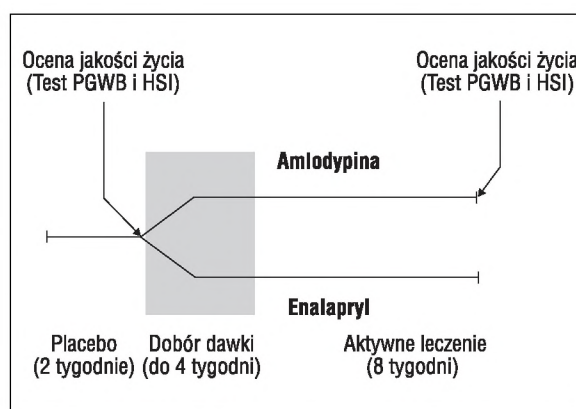 Ocena jakości życia
(Test PGWB i HSI)
Ocena jakości życia
(Test PGWB i HSI)
Amlodypina
Enalapryl
Placebo
(2 tygodnie)
Dobór dawki
(do 4 tygodni)
Aktywne leczenie
(8 tygodni)